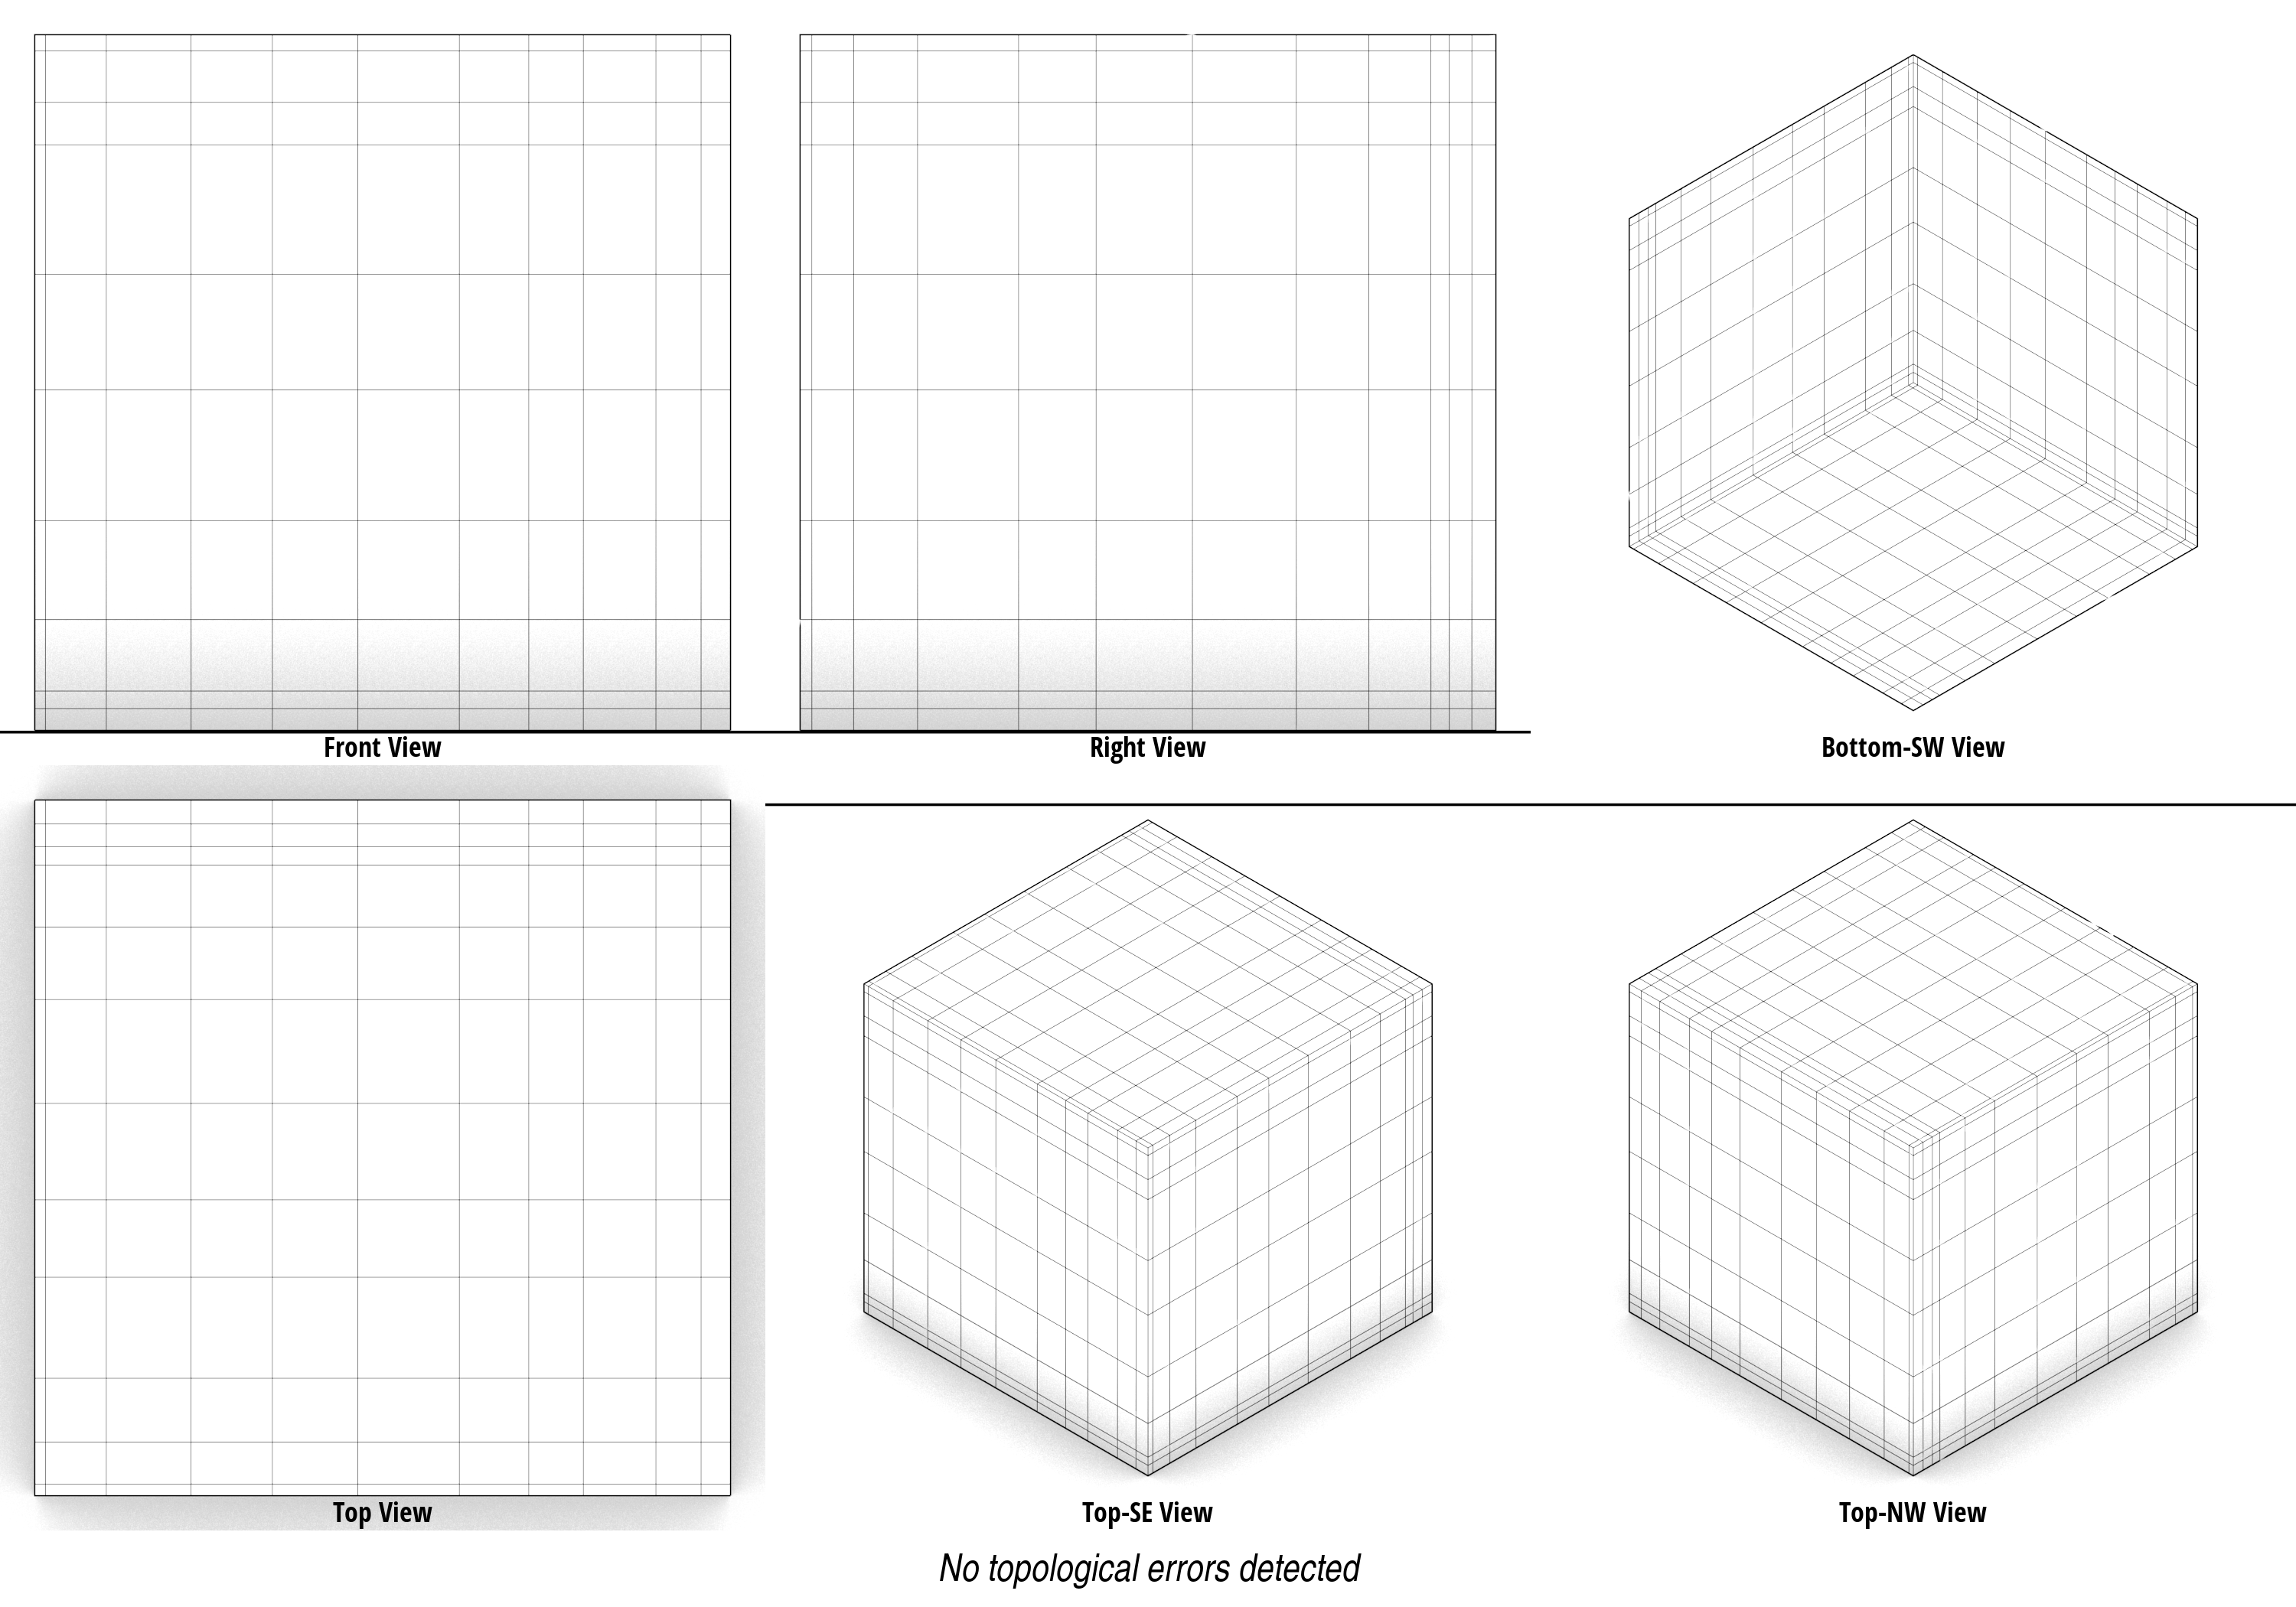 Front View
Right View
Bottom-SW View
Top View
Top-SE View
Top-NW View
No topological errors detected